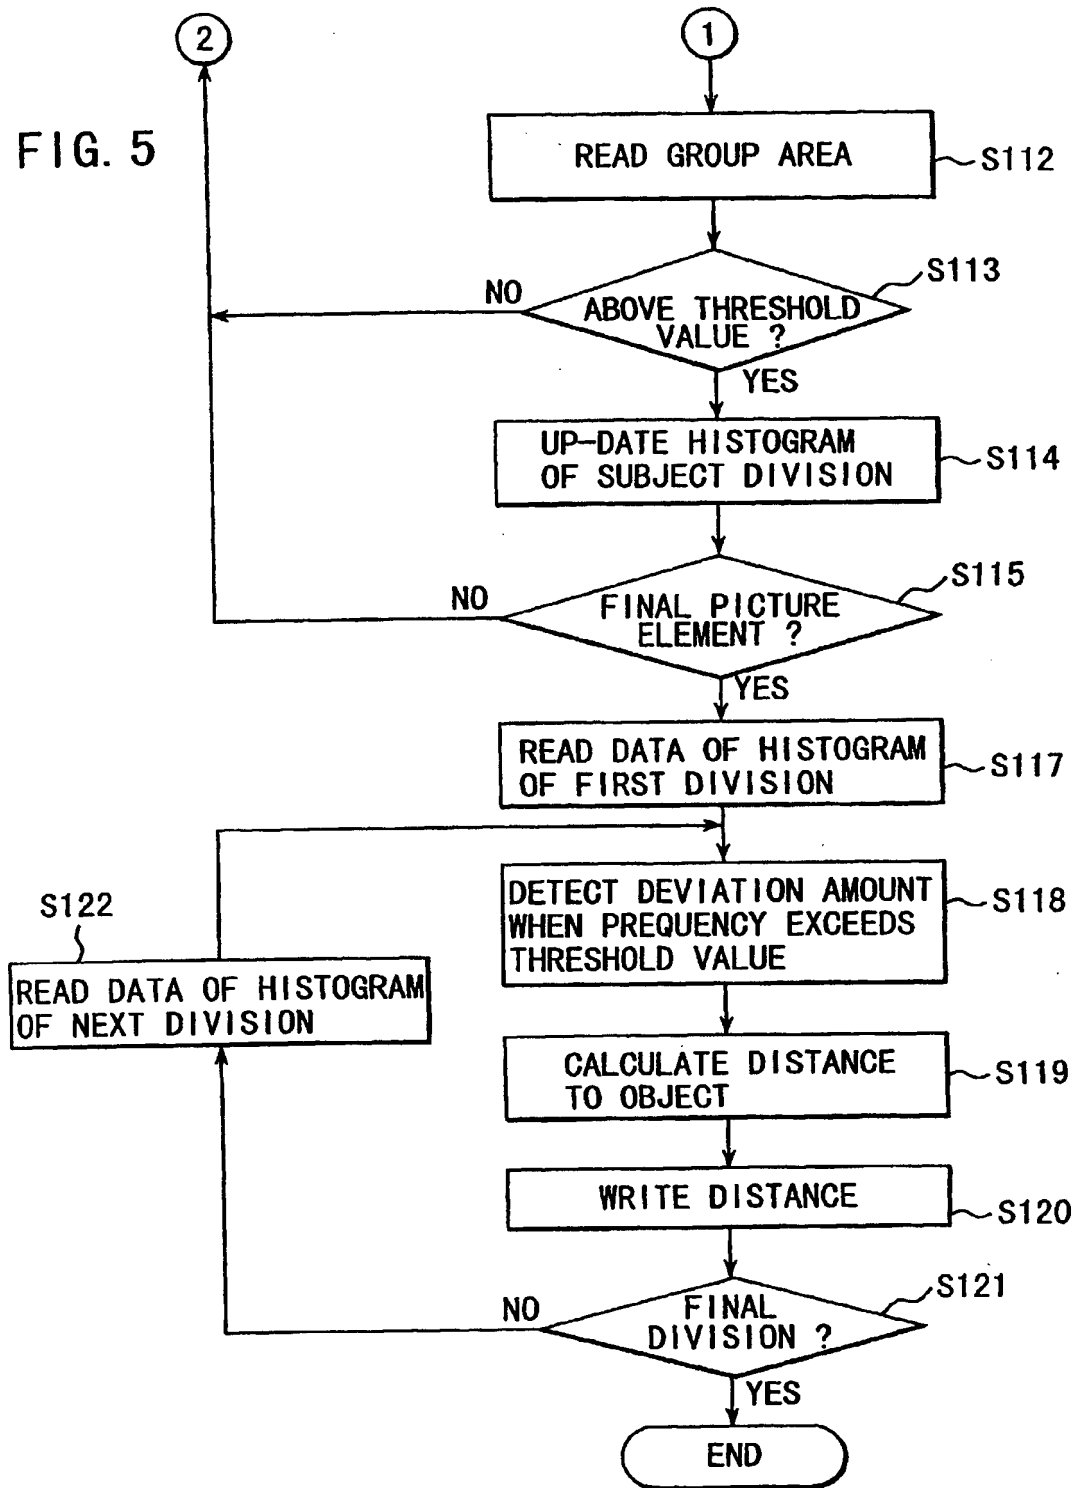 2
1
FIG. 5
READ GROUP AREA
S112
S113
NO
ABOVE THRESHOLD
VALUE ?
YES
UP-DATE HISTOGRAM
OF SUBJECT DIVISION
S114
S115
NO
FINAL PICTURE
ELEMENT ?
YES
READ DATA OF HISTOGRAM
OF FIRST DIVISION
S117
S122
DETECT DEVIATION AMOUNT
WHEN PREQUENCY EXCEEDS
THRESHOLD VALUE
S118
READ DATA OF HISTOGRAM
OF NEXT DIVISION
CALCULATE DISTANCE
TO OBJECT
S119
WRITE DISTANCE
S120
S121
NO
FINAL
DIVISION ?
YES
END